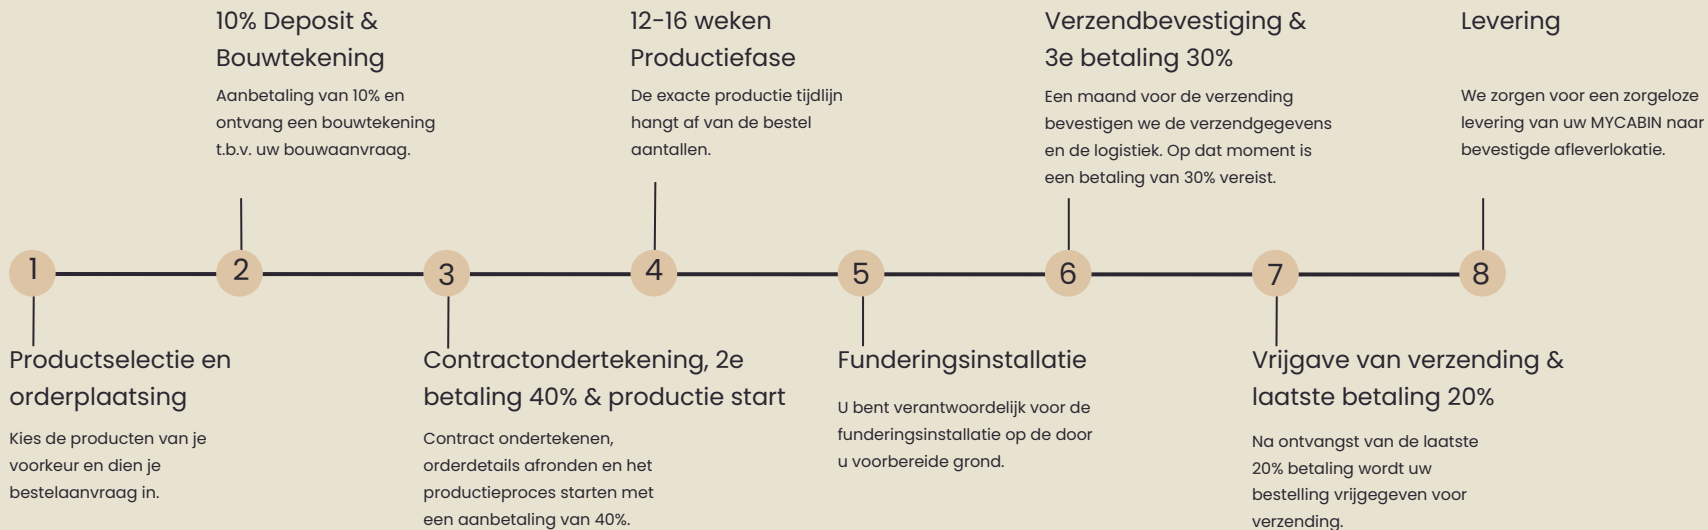 10% Deposit &
Bouwtekening
Aanbetaling van 10% en
ontvang een bouwtekening
t.b.v. uw bouwaanvraag.
12-16 weken
Productiefase
De exacte productie tijdlijn
hangt af van de bestel
aantallen.
Verzendbevestiging &
3e betaling 30%
Een maand voor de verzending
bevestigen we de verzendgegevens
en de logistiek. Op dat moment is
een betaling van 30% vereist.
Levering
We zorgen voor een zorgeloze
levering van uw MYCABIN naar
bevestigde afleverlokatie.
1
2
3
4
5
6
7
8
Productselectie en
orderplaatsing
Kies de producten van je
voorkeur en dien je
bestelaanvraag in.
Contractondertekening, 2e
betaling 40% & productie start
Contract ondertekenen,
orderdetails afronden en het
productieproces starten met
een aanbetaling van 40%.
Funderingsinstallatie
U bent verantwoordelijk voor de
funderingsinstallatie op de door
u voorbereide grond.
Vrijgave van verzending &
laatste betaling 20%
Na ontvangst van de laatste
20% betaling wordt uw
bestelling vrijgegeven voor
verzending.